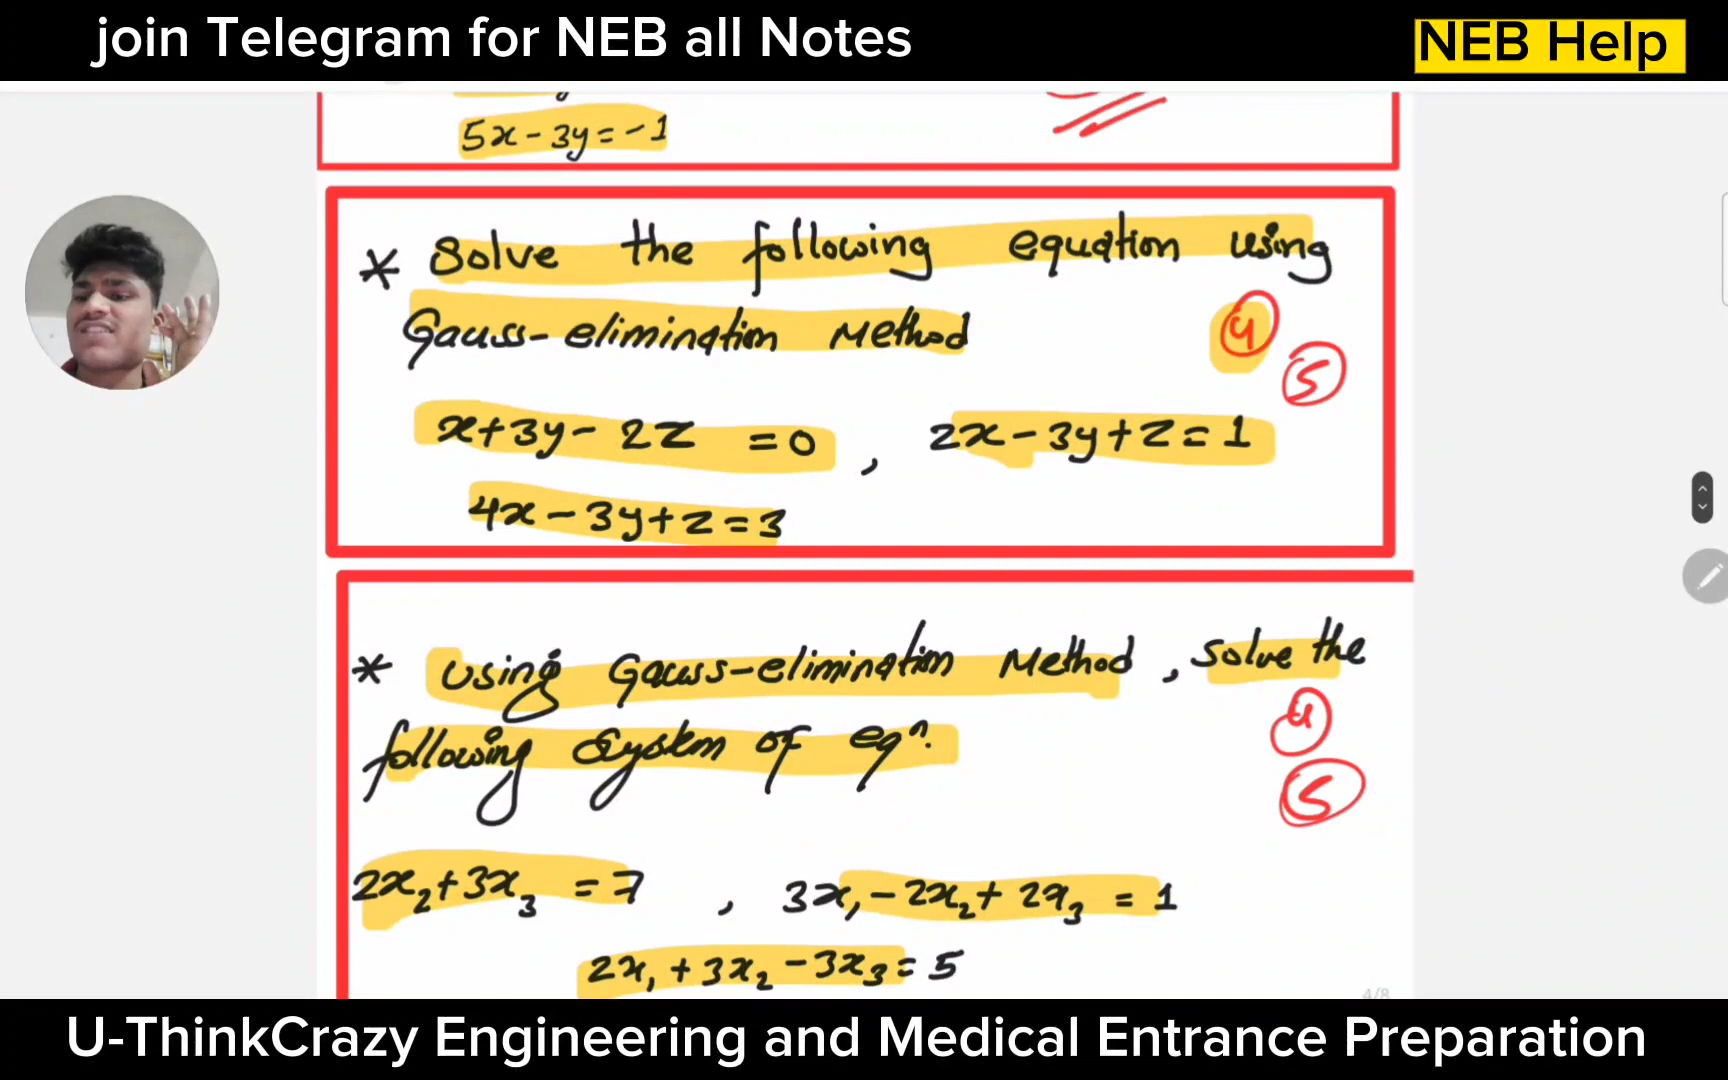 join Telegram for NEB all Notes
NEB Help
5x - 3y = -1
* Solve the following equation using
Gauss-elimination Method
4
5
x+3y- 2z = 0 , 2x - 3y + z = 1
4x - 3y + z = 3
* Using Gauss-elimination Method, solve the
following System of eqⁿ.
4
5
2x₂+3x₃ = 7 , 3x₁ - 2x₂ + 2x₃ = 1
2x₁ + 3x₂ - 3x₃ = 5
4/8
U-ThinkCrazy Engineering and Medical Entrance Preparation